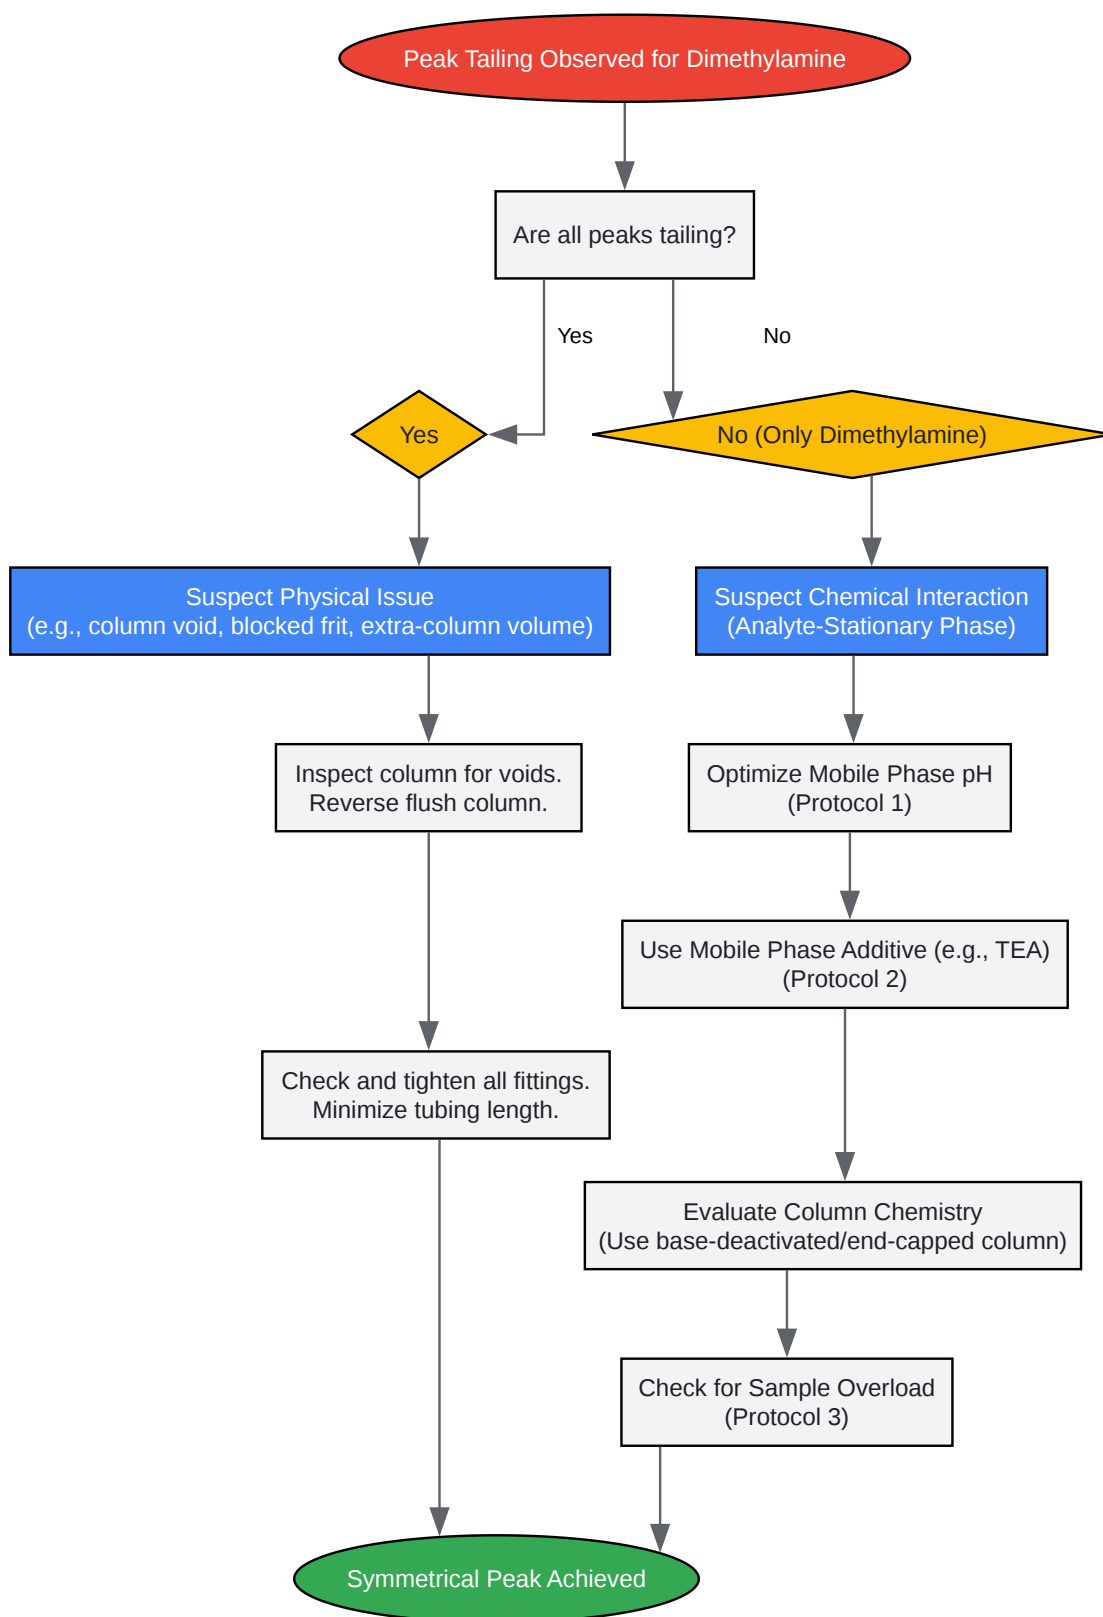 Peak Tailing Observed for Dimethylamine
Are all peaks tailing?
Yes
No
Yes
No (Only Dimethylamine)
Suspect Physical Issue
(e.g., column void, blocked frit, extra-column volume)
Suspect Chemical Interaction
(Analyte-Stationary Phase)
Inspect column for voids.
Reverse flush column.
Optimize Mobile Phase pH
(Protocol 1)
Use Mobile Phase Additive (e.g., TEA)
(Protocol 2)
Check and tighten all fittings.
Minimize tubing length.
Evaluate Column Chemistry
(Use base-deactivated/end-capped column)
Check for Sample Overload
(Protocol 3)
Symmetrical Peak Achieved